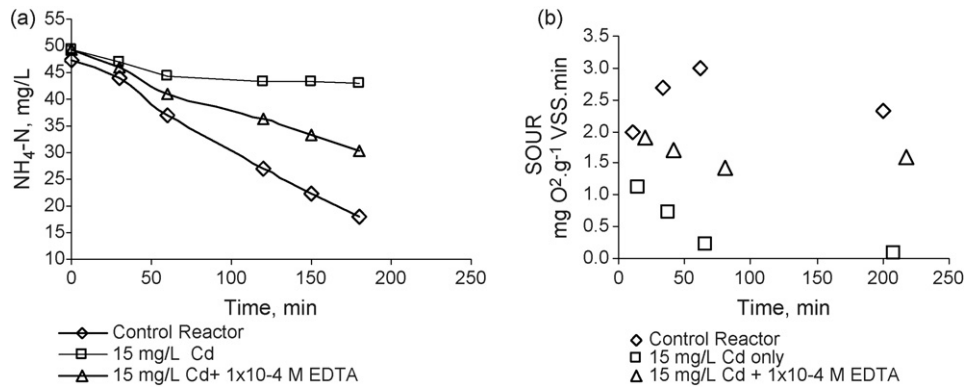 (a)
50
45
40
35
30
25
20
15
10
NH4-N, mg/L
0 50 100 150 200 250
Time, min
Control Reactor
15 mg/L Cd
15 mg/L Cd+ 1x10-4 M EDTA
(b)
3.5
3.0
2.5
2.0
1.5
1.0
0.5
0.0
SOUR
mg O².g⁻¹ VSS.min
0 50 100 150 200 250
Time, min
Control Reactor
15 mg/L Cd only
15 mg/L Cd + 1x10-4 M EDTA